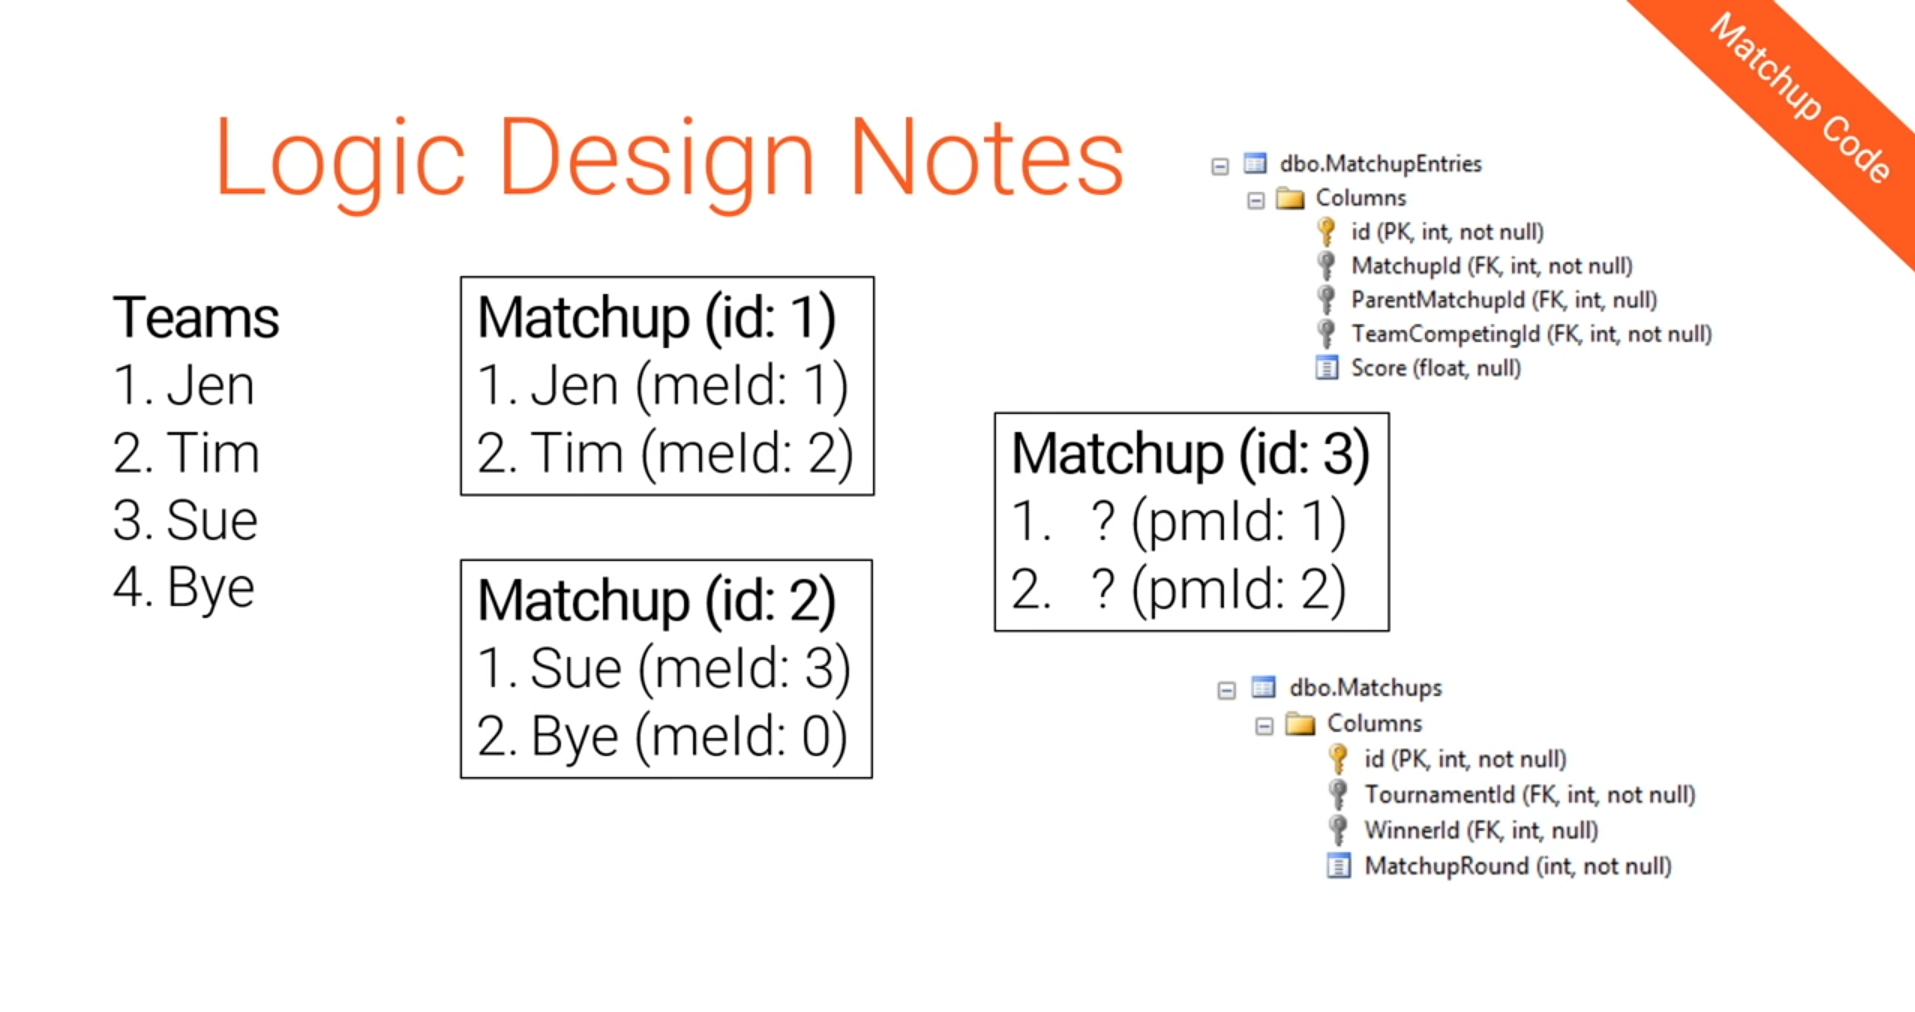 Matchup Code
Logic Design Notes
Teams
1. Jen
2. Tim
3. Sue
4. Bye
Matchup (id: 1)
1. Jen (meId: 1)
2. Tim (meId: 2)
Matchup (id: 2)
1. Sue (meId: 3)
2. Bye (meId: 0)
Matchup (id: 3)
1. ? (pmId: 1)
2. ? (pmId: 2)
dbo.MatchupEntries
Columns
id (PK, int, not null)
MatchupId (FK, int, not null)
ParentMatchupId (FK, int, null)
TeamCompetingId (FK, int, not null)
Score (float, null)
dbo.Matchups
Columns
id (PK, int, not null)
TournamentId (FK, int, not null)
WinnerId (FK, int, null)
MatchupRound (int, not null)